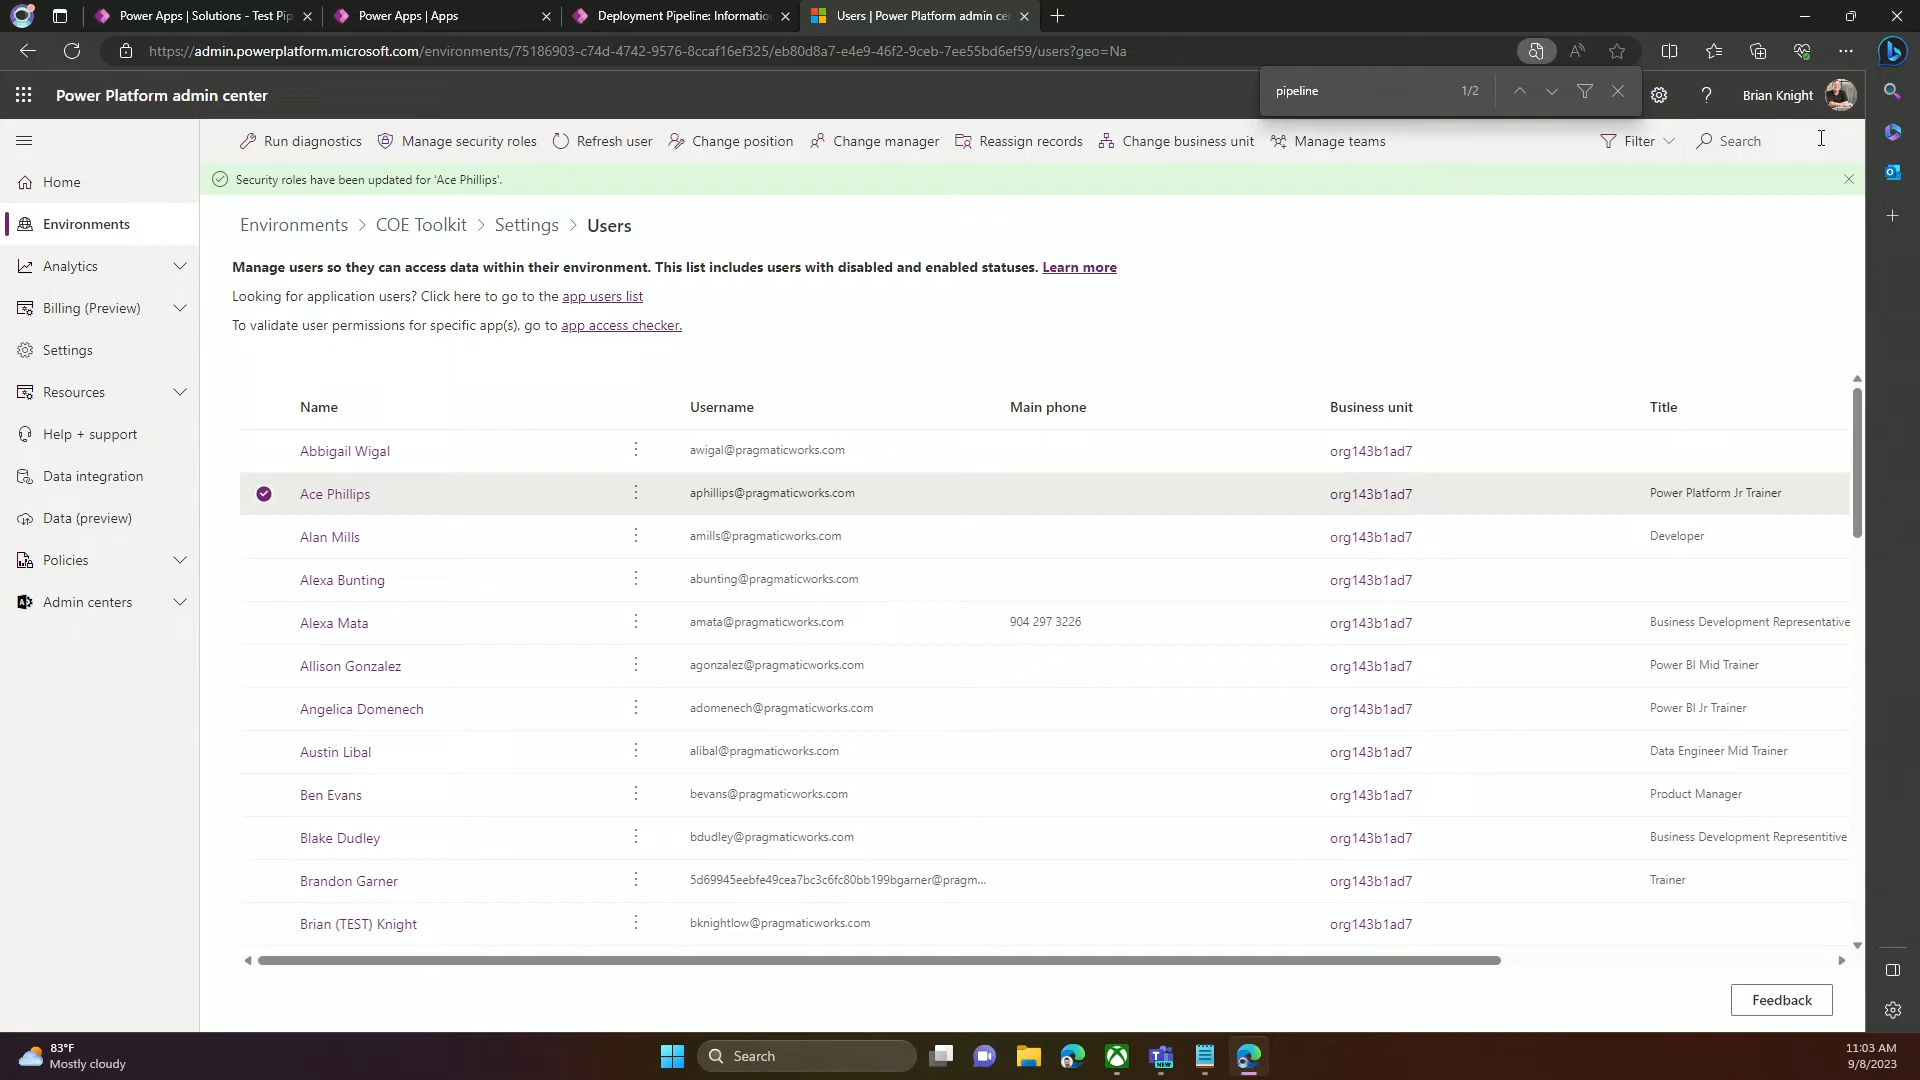 Power Apps | Solutions - Test Pip
Power Apps | Apps
Deployment Pipeline: Informatio
Users | Power Platform admin ce
https://admin.powerplatform.microsoft.com/environments/75186903-c74d-4742-9576-8ccaf16ef325/eb80d8a7-e4e9-46f2-9ceb-7ee55bd6ef59/users?geo=Na
Power Platform admin center
pipeline 1/2
Brian Knight
Run diagnostics
Manage security roles
Refresh user
Change position
Change manager
Reassign records
Change business unit
Manage teams
Filter
Search
Security roles have been updated for 'Ace Phillips'.
Home
Environments
Analytics
Billing (Preview)
Settings
Resources
Help + support
Data integration
Data (preview)
Policies
Admin centers
Environments > COE Toolkit > Settings > Users
Manage users so they can access data within their environment. This list includes users with disabled and enabled statuses. Learn more
Looking for application users? Click here to go to the app users list
To validate user permissions for specific app(s), go to app access checker.
Name Username Main phone Business unit Title
Abbigail Wigal awigal@pragmaticworks.com org143b1ad7
Ace Phillips aphillips@pragmaticworks.com org143b1ad7 Power Platform Jr Trainer
Alan Mills amills@pragmaticworks.com org143b1ad7 Developer
Alexa Bunting abunting@pragmaticworks.com org143b1ad7
Alexa Mata amata@pragmaticworks.com 904 297 3226 org143b1ad7 Business Development Representative
Allison Gonzalez agonzalez@pragmaticworks.com org143b1ad7 Power BI Mid Trainer
Angelica Domenech adomenech@pragmaticworks.com org143b1ad7 Power BI Jr Trainer
Austin Libal alibal@pragmaticworks.com org143b1ad7 Data Engineer Mid Trainer
Ben Evans bevans@pragmaticworks.com org143b1ad7 Product Manager
Blake Dudley bdudley@pragmaticworks.com org143b1ad7 Business Development Representitive
Brandon Garner 5d69945eebfe49cea7bc3c6fc80bb199bgarner@pragm... org143b1ad7 Trainer
Brian (TEST) Knight bknightlow@pragmaticworks.com org143b1ad7
Feedback
83°F
Mostly cloudy
Search
11:03 AM
9/8/2023